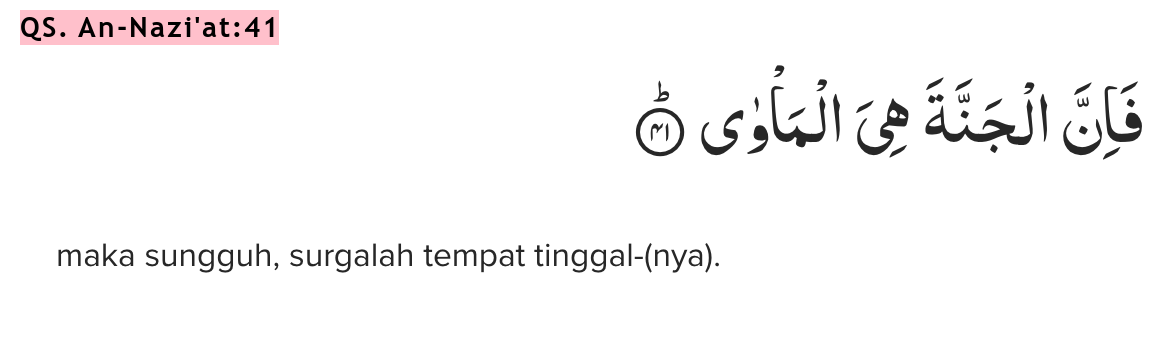 QS. An-Nazi'at:41
فَاِنَّ الْجَنَّةَ هِيَ الْمَأْوٰى ۗ ٤١
maka sungguh, surgalah tempat tinggal-(nya).